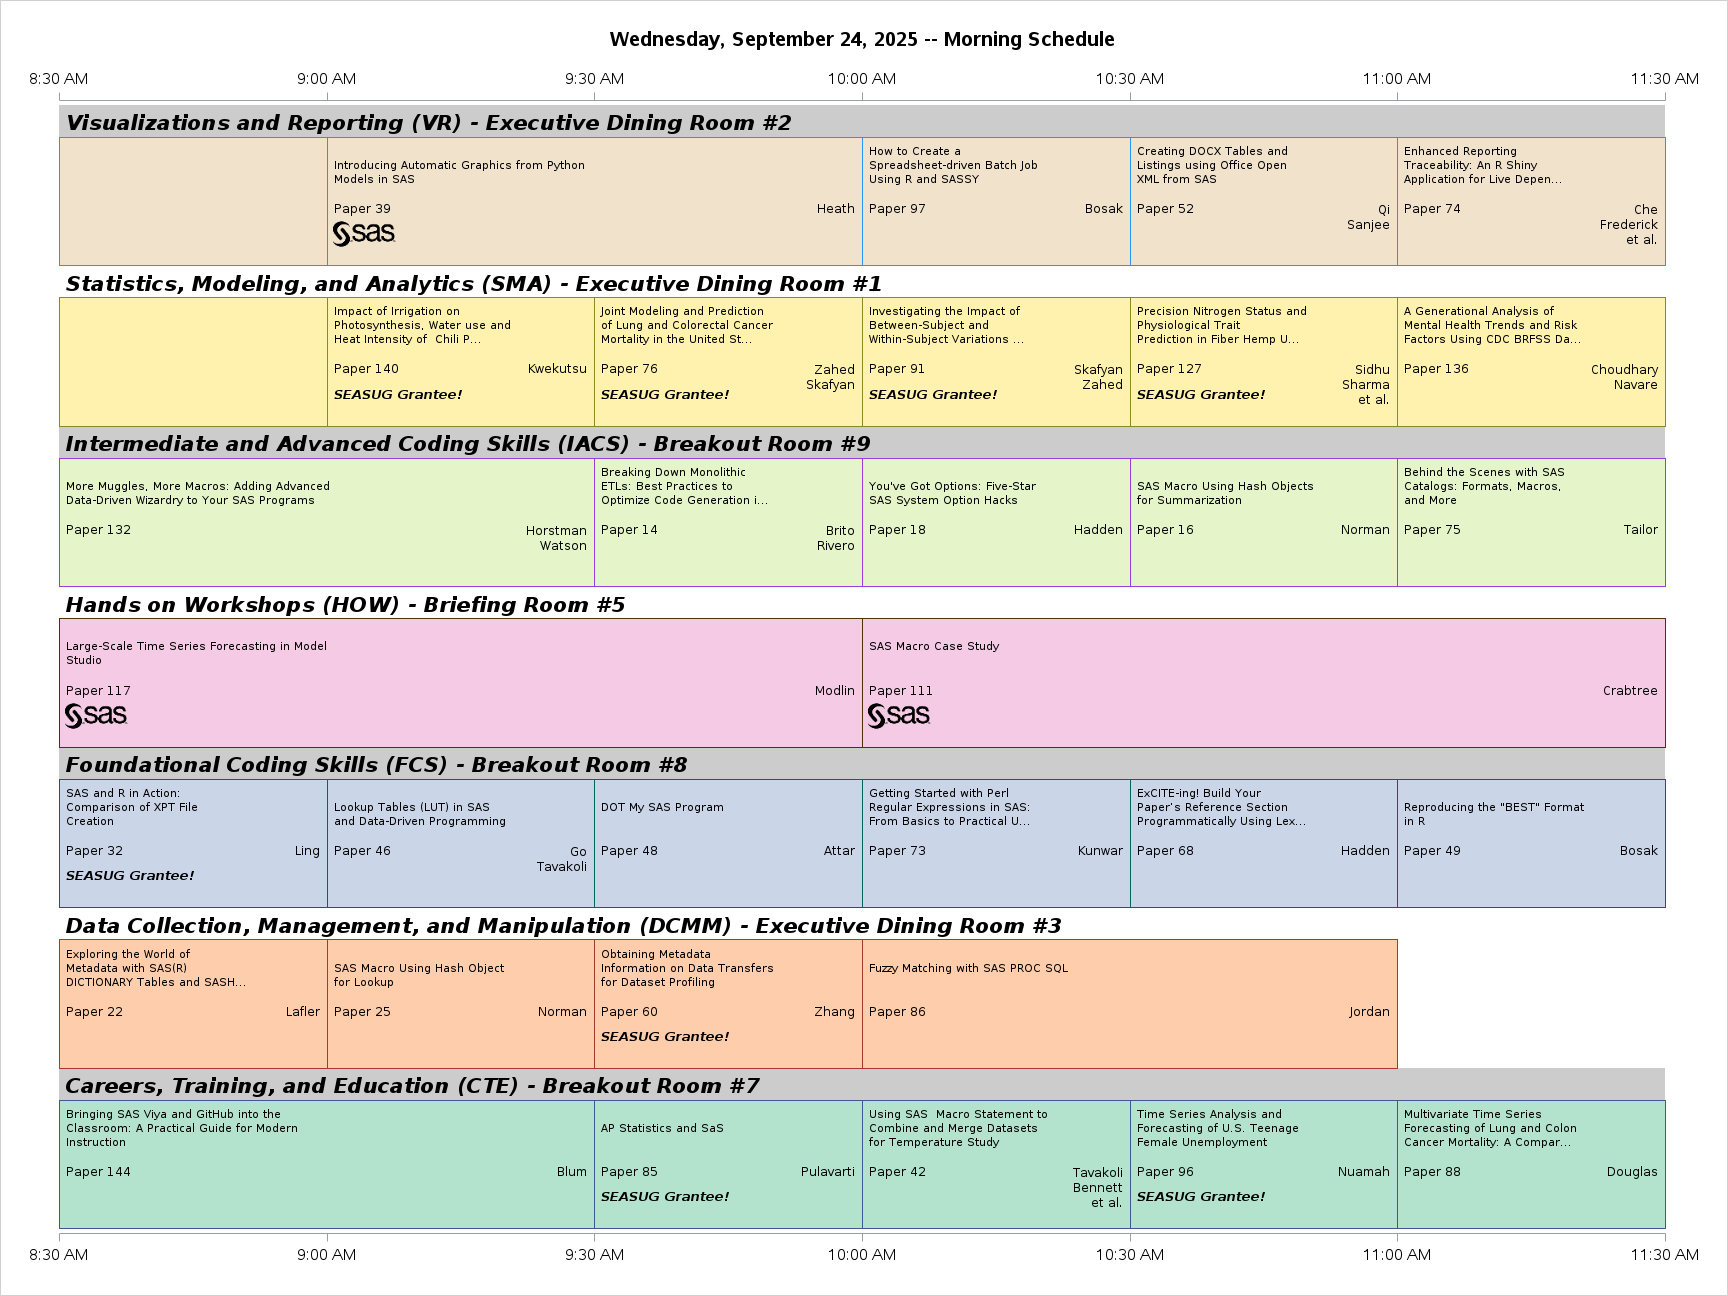 Wednesday, September 24, 2025 -- Morning Schedule
8:30 AM 9:00 AM 9:30 AM 10:00 AM 10:30 AM 11:00 AM 11:30 AM
Visualizations and Reporting (VR) - Executive Dining Room #2
Introducing Automatic Graphics from Python
Models in SAS
Paper 39 Heath
sas
How to Create a
Spreadsheet-driven Batch Job
Using R and SASSY
Paper 97 Bosak
Creating DOCX Tables and
Listings using Office Open
XML from SAS
Paper 52 Qi
Sanjee
Enhanced Reporting
Traceability: An R Shiny
Application for Live Depen...
Paper 74 Che
Frederick
et al.
Statistics, Modeling, and Analytics (SMA) - Executive Dining Room #1
Impact of Irrigation on
Photosynthesis, Water use and
Heat Intensity of  Chili P...
Paper 140 Kwekutsu
SEASUG Grantee!
Joint Modeling and Prediction
of Lung and Colorectal Cancer
Mortality in the United St...
Paper 76 Zahed
Skafyan
SEASUG Grantee!
Investigating the Impact of
Between-Subject and
Within-Subject Variations ...
Paper 91 Skafyan
Zahed
SEASUG Grantee!
Precision Nitrogen Status and
Physiological Trait
Prediction in Fiber Hemp U...
Paper 127 Sidhu
Sharma
et al.
SEASUG Grantee!
A Generational Analysis of
Mental Health Trends and Risk
Factors Using CDC BRFSS Da...
Paper 136 Choudhary
Navare
Intermediate and Advanced Coding Skills (IACS) - Breakout Room #9
More Muggles, More Macros: Adding Advanced
Data-Driven Wizardry to Your SAS Programs
Paper 132 Horstman
Watson
Breaking Down Monolithic
ETLs: Best Practices to
Optimize Code Generation i...
Paper 14 Brito
Rivero
You've Got Options: Five-Star
SAS System Option Hacks
Paper 18 Hadden
SAS Macro Using Hash Objects
for Summarization
Paper 16 Norman
Behind the Scenes with SAS
Catalogs: Formats, Macros,
and More
Paper 75 Tailor
Hands on Workshops (HOW) - Briefing Room #5
Large-Scale Time Series Forecasting in Model
Studio
Paper 117 Modlin
sas
SAS Macro Case Study
Paper 111 Crabtree
sas
Foundational Coding Skills (FCS) - Breakout Room #8
SAS and R in Action:
Comparison of XPT File
Creation
Paper 32 Ling
SEASUG Grantee!
Lookup Tables (LUT) in SAS
and Data-Driven Programming
Paper 46 Go
Tavakoli
DOT My SAS Program
Paper 48 Attar
Getting Started with Perl
Regular Expressions in SAS:
From Basics to Practical U...
Paper 73 Kunwar
ExCITE-ing! Build Your
Paper's Reference Section
Programmatically Using Lex...
Paper 68 Hadden
Reproducing the "BEST" Format
in R
Paper 49 Bosak
Data Collection, Management, and Manipulation (DCMM) - Executive Dining Room #3
Exploring the World of
Metadata with SAS(R)
DICTIONARY Tables and SASH...
Paper 22 Lafler
SAS Macro Using Hash Object
for Lookup
Paper 25 Norman
Obtaining Metadata
Information on Data Transfers
for Dataset Profiling
Paper 60 Zhang
SEASUG Grantee!
Fuzzy Matching with SAS PROC SQL
Paper 86 Jordan
Careers, Training, and Education (CTE) - Breakout Room #7
Bringing SAS Viya and GitHub into the
Classroom: A Practical Guide for Modern
Instruction
Paper 144 Blum
AP Statistics and SaS
Paper 85 Pulavarti
SEASUG Grantee!
Using SAS  Macro Statement to
Combine and Merge Datasets
for Temperature Study
Paper 42 Tavakoli
Bennett
et al.
Time Series Analysis and
Forecasting of U.S. Teenage
Female Unemployment
Paper 96 Nuamah
SEASUG Grantee!
Multivariate Time Series
Forecasting of Lung and Colon
Cancer Mortality: A Compar...
Paper 88 Douglas
8:30 AM 9:00 AM 9:30 AM 10:00 AM 10:30 AM 11:00 AM 11:30 AM